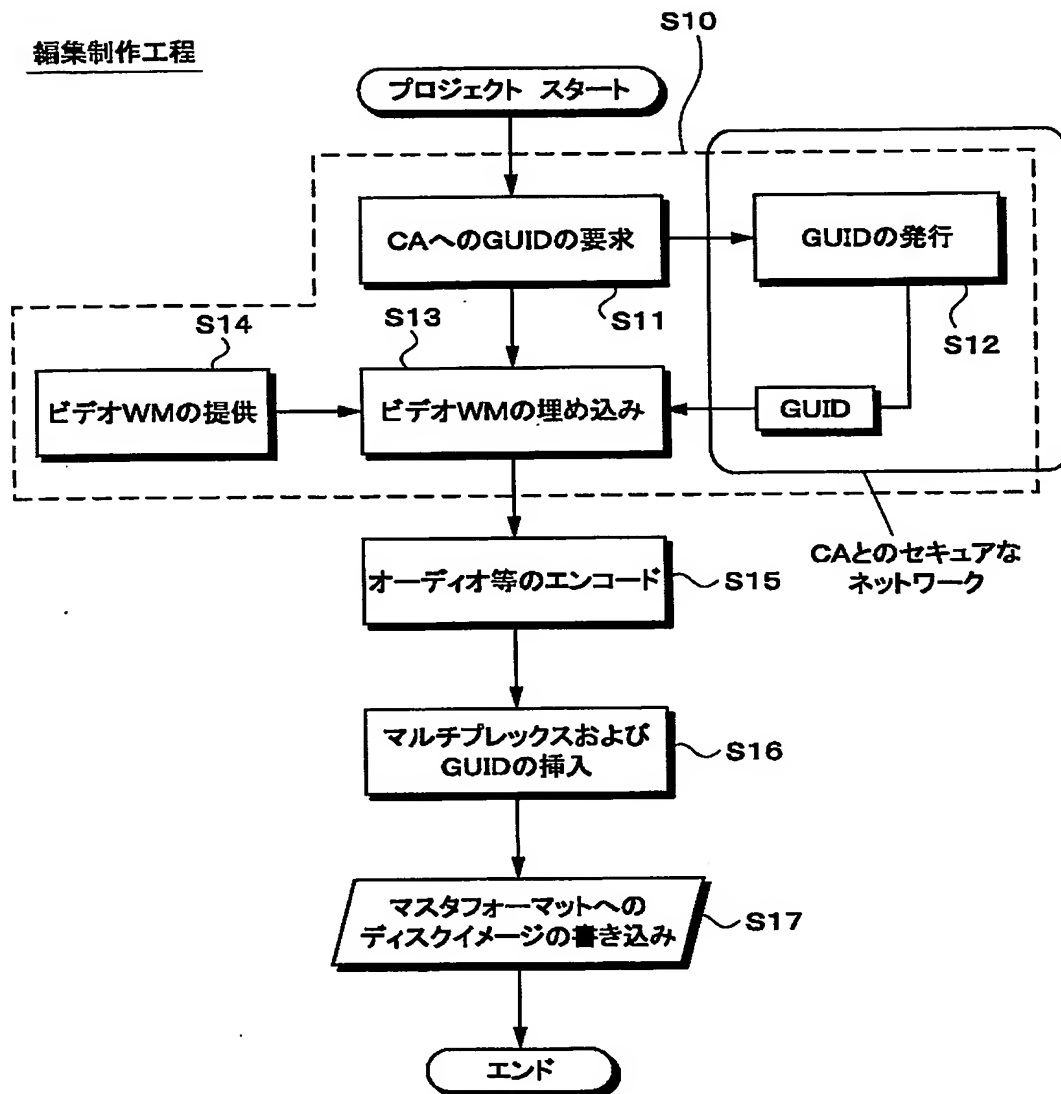 編集制作工程
S10
プロジェクト スタート
CAへのGUIDの要求
S11
GUIDの発行
S12
S14
ビデオWMの提供
S13
ビデオWMの埋め込み
GUID
CAとのセキュアな
ネットワーク
オーディオ等のエンコード
S15
マルチプレックスおよび
GUIDの挿入
S16
マスタフォーマットへの
ディスクイメージの書き込み
S17
エンド